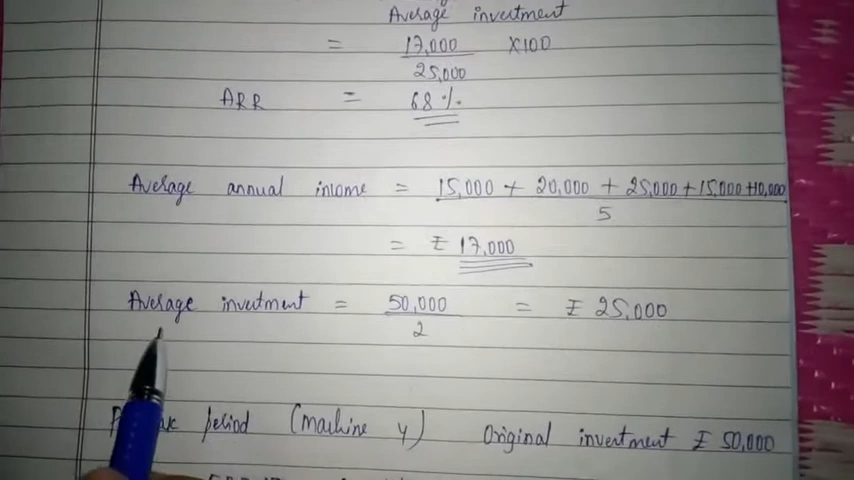 Average investment
= 17,000 X100
25,000
ARR = 68 %.
Average annual income = 15,000 + 20,000 + 25,000 + 15,000 + 10,000
5
= ₹ 17,000
Average investment = 50,000 = ₹ 25,000
2
period (machine y) Original investment ₹ 50,000